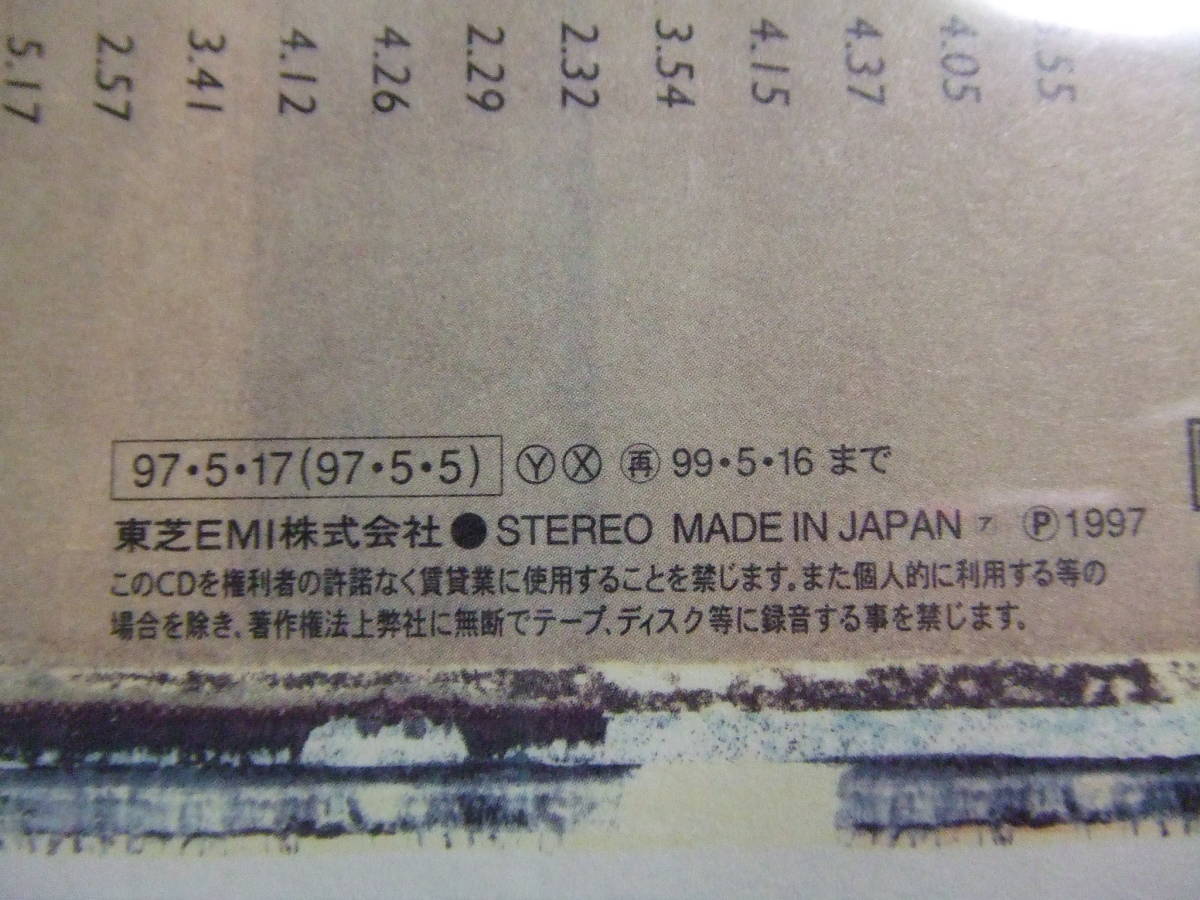 5.17 2.57 3.41 4.12 4.26 2.29 2.32 3.54 4.15 4.37 4.05
97・5・17(97・5・5) Ⓨ Ⓧ ㊢ 99・5・16 まで
東芝EMI株式会社●STEREO MADE IN JAPAN ア Ⓟ1997
このCDを権利者の許諾なく賃貸業に使用することを禁じます。また個人的に利用する等の
場合を除き、著作権法上弊社に無断でテープ、ディスク等に録音する事を禁じます。